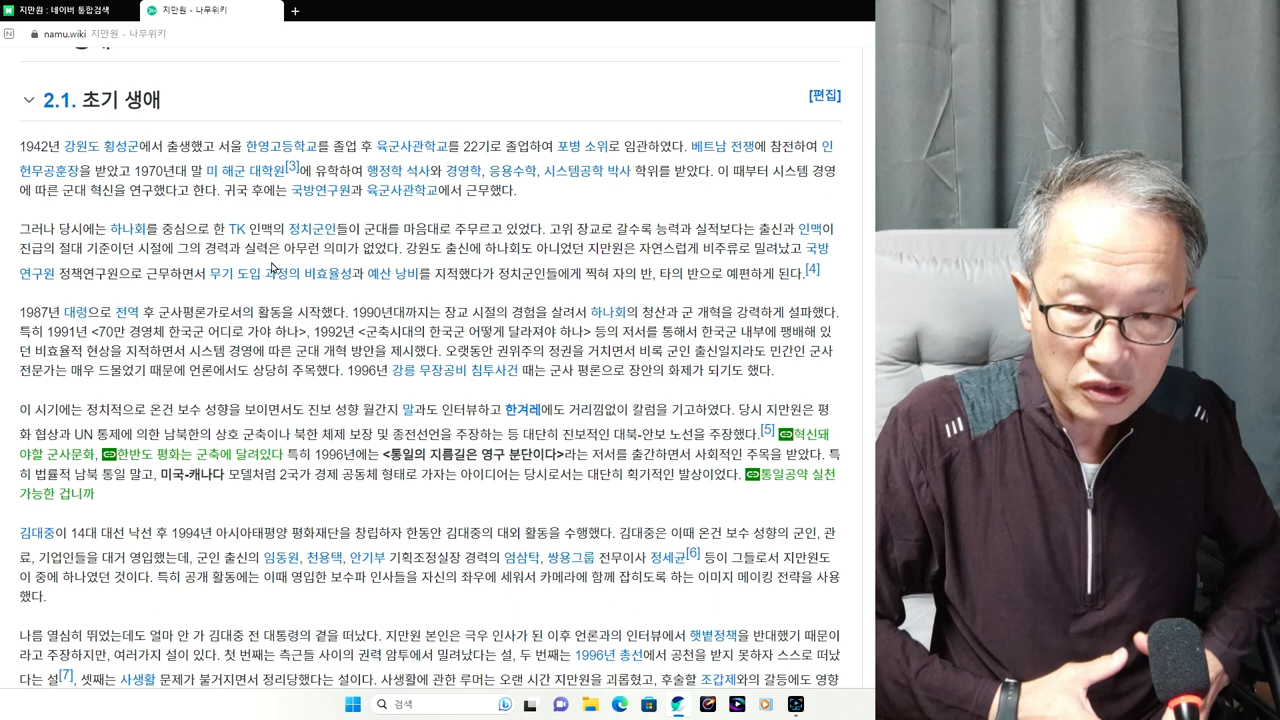 지만원 : 네이버 통합검색
지만원 - 나무위키
namu.wiki 지만원 - 나무위키
2.1. 초기 생애
[편집]
1942년 강원도 횡성군에서 출생했고 서울 한영고등학교를 졸업 후 육군사관학교를 22기로 졸업하여 포병 소위로 임관하였다. 베트남 전쟁에 참전하여 인
헌무공훈장을 받았고 1970년대 말 미 해군 대학원[3]에 유학하여 행정학 석사와 경영학, 응용수학, 시스템공학 박사 학위를 받았다. 이 때부터 시스템 경영
에 따른 군대 혁신을 연구했다고 한다. 귀국 후에는 국방연구원과 육군사관학교에서 근무했다.
그러나 당시에는 하나회를 중심으로 한 TK 인맥의 정치군인들이 군대를 마음대로 주무르고 있었다. 고위 장교로 갈수록 능력과 실적보다는 출신과 인맥이
진급의 절대 기준이던 시절에 그의 경력과 실력은 아무런 의미가 없었다. 강원도 출신에 하나회도 아니었던 지만원은 자연스럽게 비주류로 밀려났고 국방
연구원 정책연구원으로 근무하면서 무기 도입 과정의 비효율성과 예산 낭비를 지적했다가 정치군인들에게 찍혀 자의 반, 타의 반으로 예편하게 된다.[4]
1987년 대령으로 전역 후 군사평론가로서의 활동을 시작했다. 1990년대까지는 장교 시절의 경험을 살려서 하나회의 청산과 군 개혁을 강력하게 설파했다.
특히 1991년 <70만 경영체 한국군 어디로 가야 하나>, 1992년 <군축시대의 한국군 어떻게 달라져야 하나> 등의 저서를 통해서 한국군 내부에 팽배해 있
던 비효율적 현상을 지적하면서 시스템 경영에 따른 군대 개혁 방안을 제시했다. 오랫동안 권위주의 정권을 거치면서 비록 군인 출신일지라도 민간인 군사
전문가는 매우 드물었기 때문에 언론에서도 상당히 주목했다. 1996년 강릉 무장공비 침투사건 때는 군사 평론으로 장안의 화제가 되기도 했다.
이 시기에는 정치적으로 온건 보수 성향을 보이면서도 진보 성향 월간지 말과도 인터뷰하고 한겨레에도 거리낌없이 칼럼을 기고하였다. 당시 지만원은 평
화 협상과 UN 통제에 의한 남북한의 상호 군축이나 북한 체제 보장 및 종전선언을 주장하는 등 대단히 진보적인 대북-안보 노선을 주장했다.[5] 혁신돼
야할 군사문화, 한반도 평화는 군축에 달려있다 특히 1996년에는 <통일의 지름길은 영구 분단이다>라는 저서를 출간하면서 사회적인 주목을 받았다. 특
히 법률적 남북 통일 말고, 미국-캐나다 모델처럼 2국가 경제 공동체 형태로 가자는 아이디어는 당시로서는 대단히 획기적인 발상이었다. 통일공약 실천
가능한 겁니까
김대중이 14대 대선 낙선 후 1994년 아시아태평양 평화재단을 창립하자 한동안 김대중의 대외 활동을 수행했다. 김대중은 이때 온건 보수 성향의 군인, 관
료, 기업인들을 대거 영입했는데, 군인 출신의 임동원, 천용택, 안기부 기획조정실장 경력의 엄삼탁, 쌍용그룹 전무이사 정세균[6] 등이 그들로서 지만원도
이 중에 하나였던 것이다. 특히 공개 활동에는 이때 영입한 보수파 인사들을 자신의 좌우에 세워서 카메라에 함께 잡히도록 하는 이미지 메이킹 전략을 사용
했다.
나름 열심히 뛰었는데도 얼마 안 가 김대중 전 대통령의 곁을 떠났다. 지만원 본인은 극우 인사가 된 이후 언론과의 인터뷰에서 햇볕정책을 반대했기 때문이
라고 주장하지만, 여러가지 설이 있다. 첫 번째는 측근들 사이의 권력 암투에서 밀려났다는 설, 두 번째는 1996년 총선에서 공천을 받지 못하자 스스로 떠났
다는 설[7], 셋째는 사생활 문제가 불거지면서 정리당했다는 설이다. 사생활에 관한 루머는 오랜 시간 지만원을 괴롭혔고, 후술할 조갑제와의 갈등에도 영향
검색